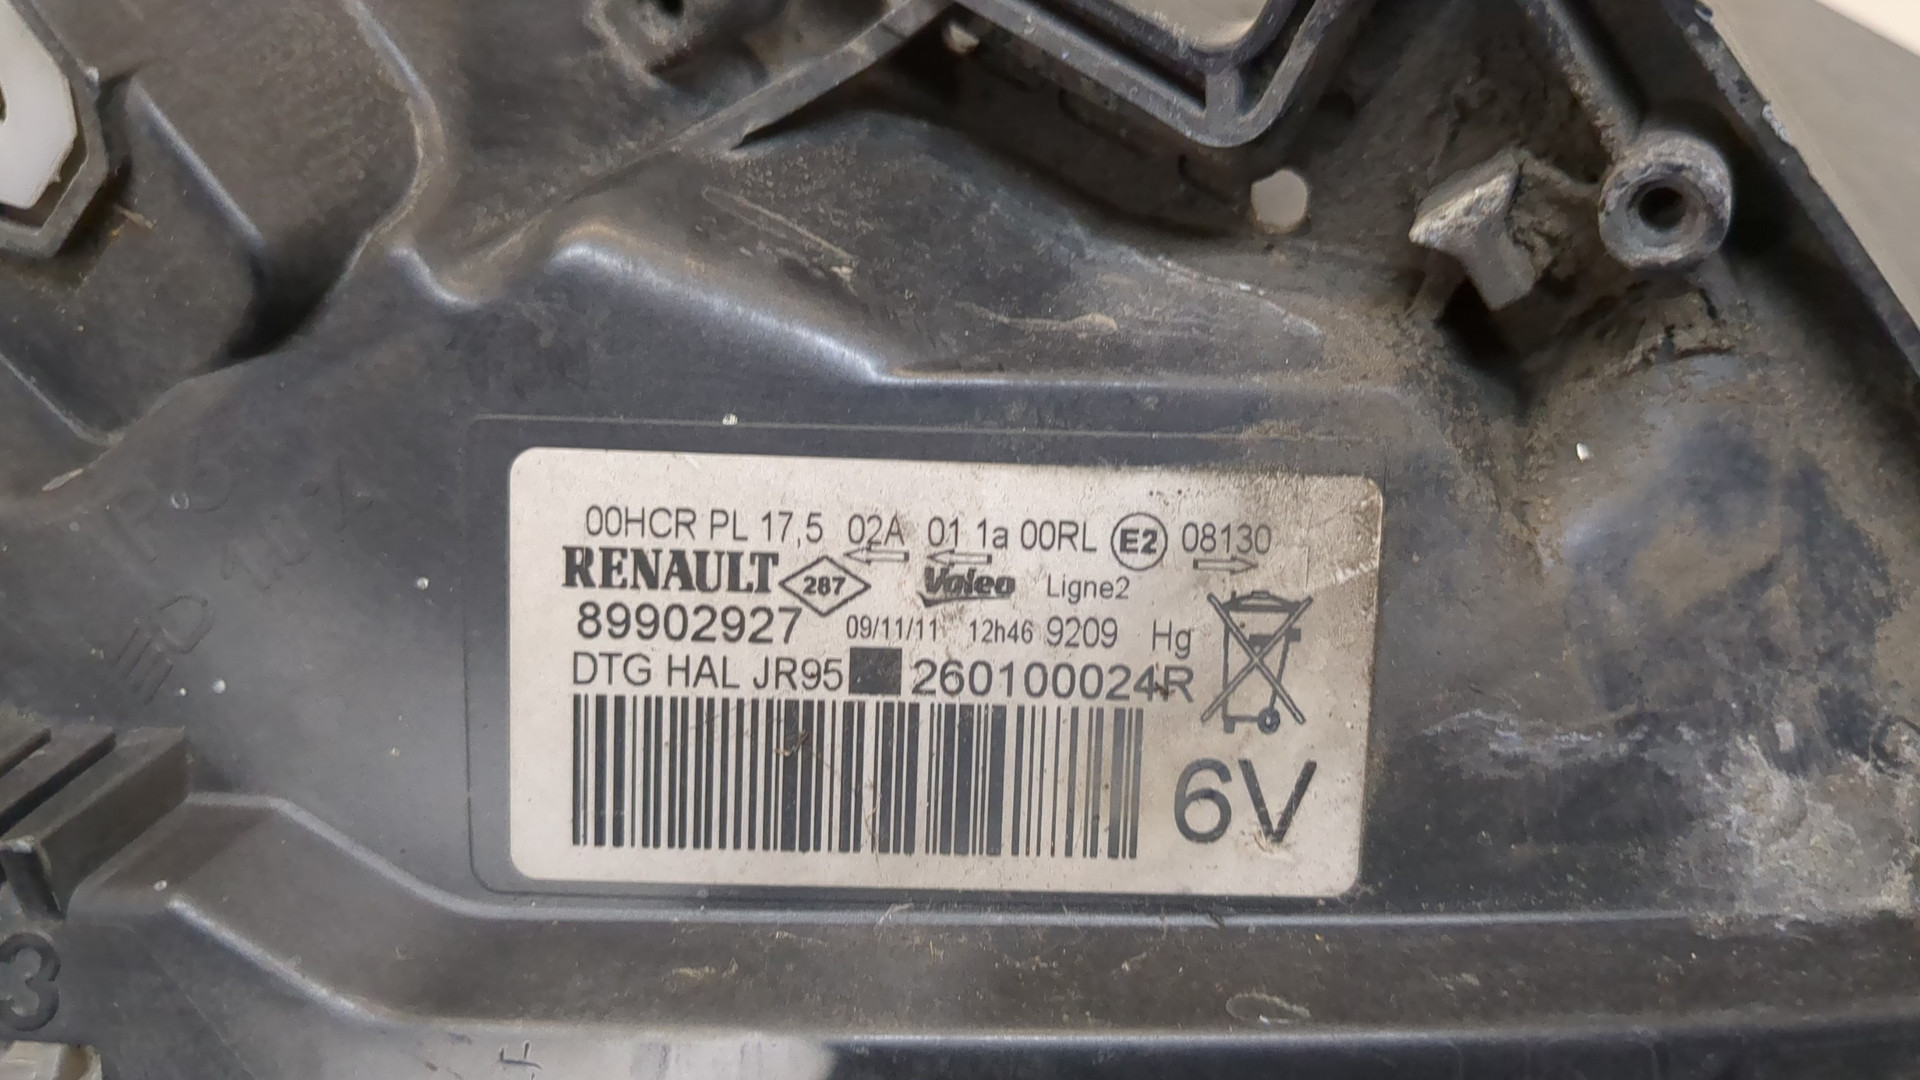 00HCR PL 17,5 02A 01 1a 00RL E2 08130
RENAULT 287 Valeo Ligne2
89902927 09/11/11 12h46 9209 Hg
DTG HAL JR95 260100024R
6V
3